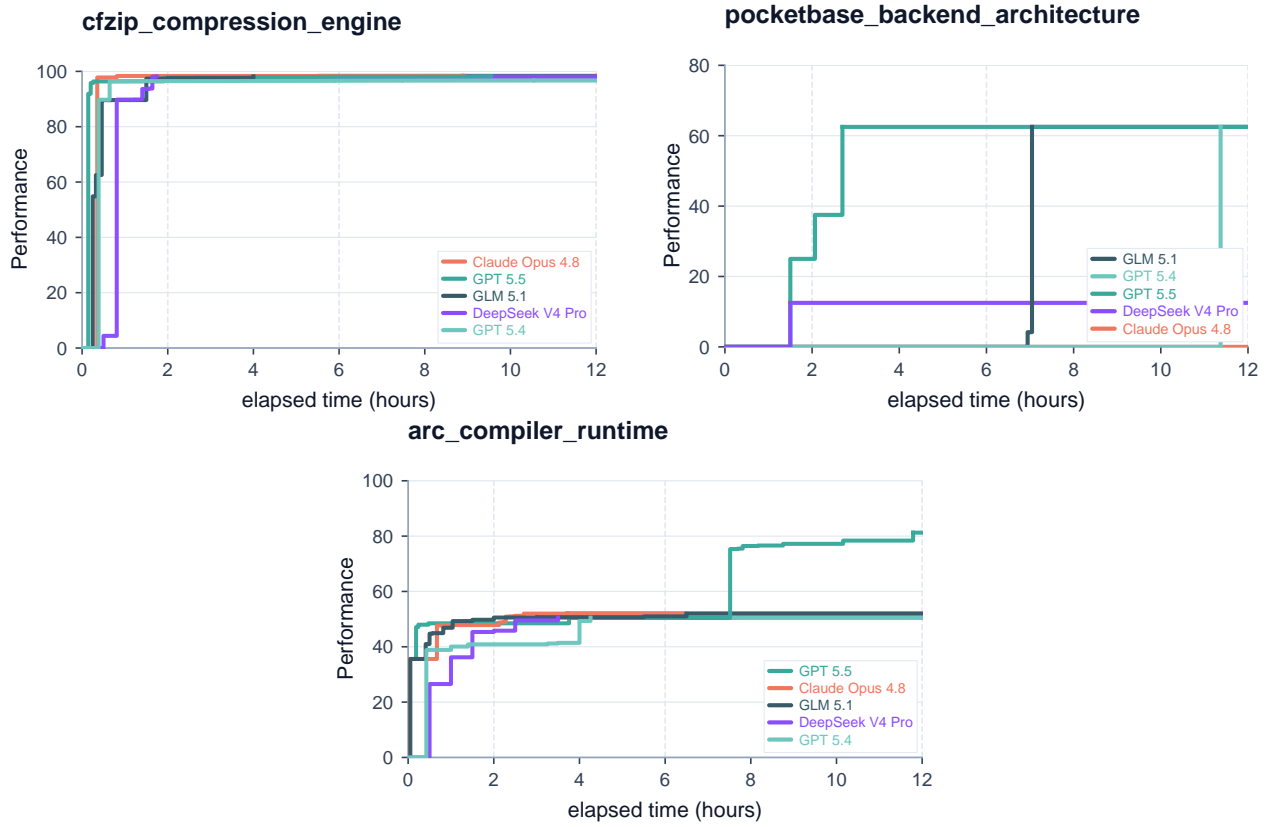 cfzip_compression_engine
100
80
60
40
20
0
Performance
0 2 4 6 8 10 12
elapsed time (hours)
Claude Opus 4.8
GPT 5.5
GLM 5.1
DeepSeek V4 Pro
GPT 5.4
pocketbase_backend_architecture
80
60
40
20
0
Performance
0 2 4 6 8 10 12
elapsed time (hours)
GLM 5.1
GPT 5.4
GPT 5.5
DeepSeek V4 Pro
Claude Opus 4.8
arc_compiler_runtime
100
80
60
40
20
0
Performance
0 2 4 6 8 10 12
elapsed time (hours)
GPT 5.5
Claude Opus 4.8
GLM 5.1
DeepSeek V4 Pro
GPT 5.4